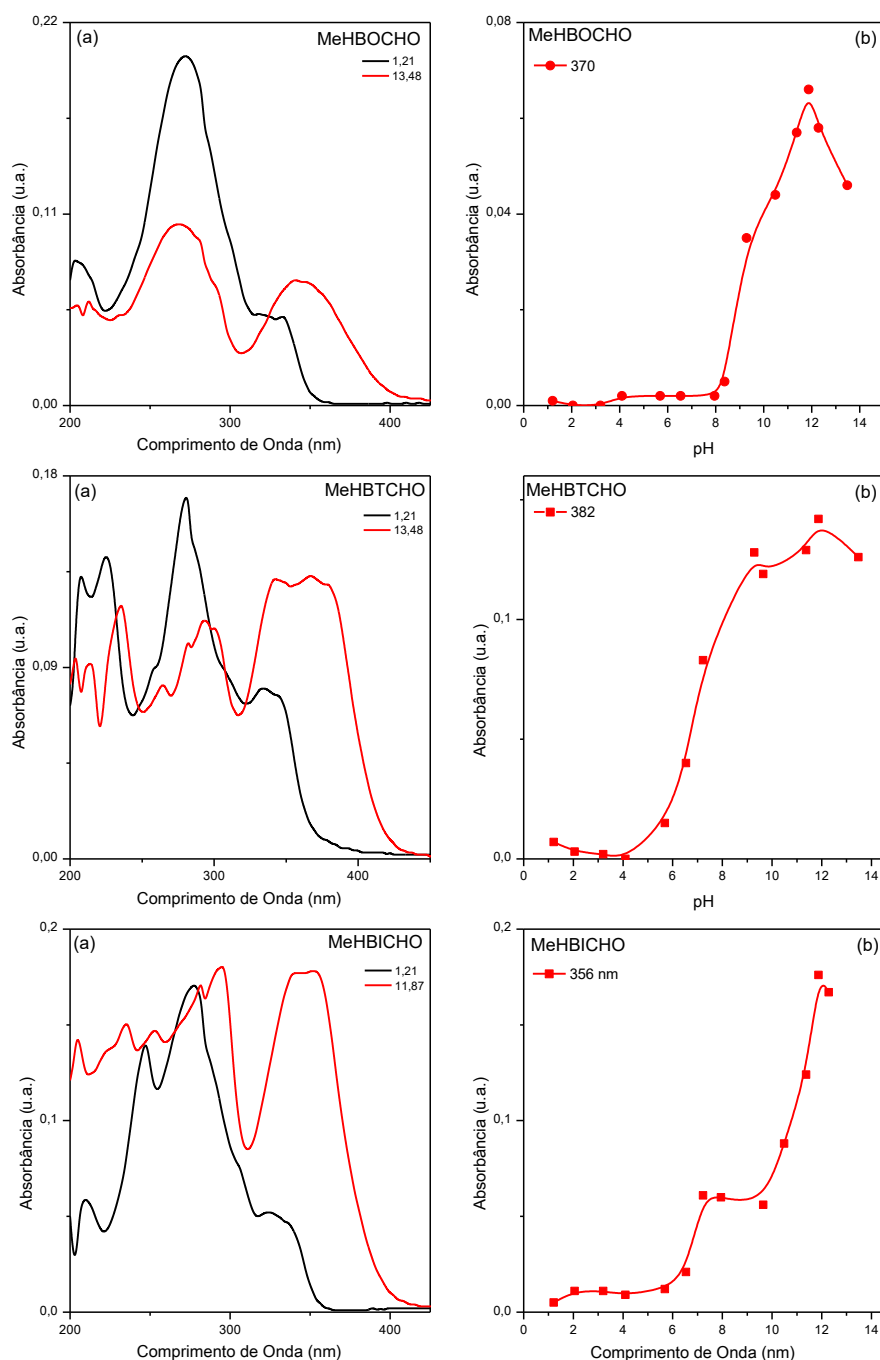 (a)
MeHBOCHO
1,21
13,48
0,22
0,11
0,00
Absorbância (u.a.)
200
300
400
Comprimento de Onda (nm)
MeHBOCHO
(b)
370
0,08
0,04
0,00
Absorbância (u.a.)
0
2
4
6
8
10
12
14
pH
(a)
MeHBTCHO
1,21
13,48
0,18
0,09
0,00
Absorbância (u.a.)
200
300
400
Comprimento de Onda (nm)
MeHBTCHO
(b)
382
0,1
0,0
Absorbância (u.a.)
0
2
4
6
8
10
12
14
pH
(a)
MeHBICHO
1,21
11,87
0,2
0,1
0,0
Absorbância (u.a.)
200
300
400
Comprimento de Onda (nm)
MeHBICHO
(b)
356 nm
0,2
0,1
0,0
Absorbância (u.a.)
0
2
4
6
8
10
12
14
Comprimento de Onda (nm)